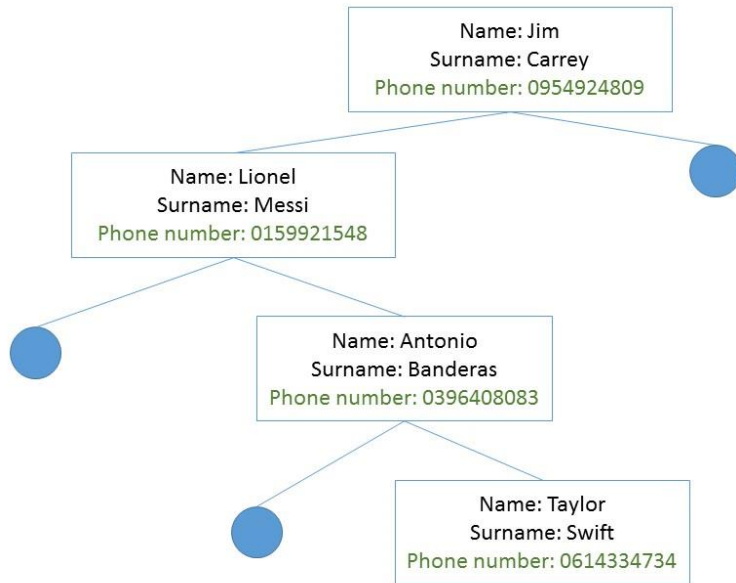 Name: Jim
Surname: Carrey
Phone number: 0954924809
Name: Lionel
Surname: Messi
Phone number: 0159921548
Name: Antonio
Surname: Banderas
Phone number: 0396408083
Name: Taylor
Surname: Swift
Phone number: 0614334734